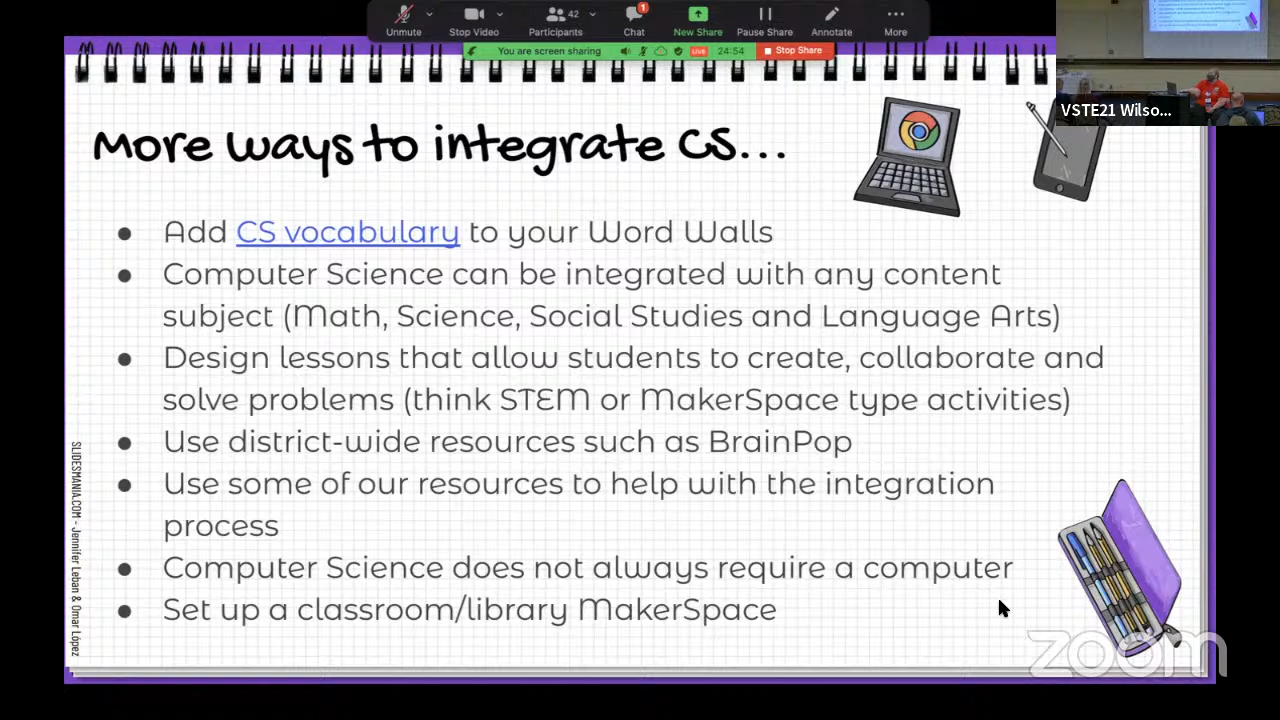 42
1
Unmute
Stop Video
Participants
Chat
New Share
Pause Share
Annotate
More
You are screen sharing
LIVE
24:54
Stop Share
VSTE21 Wilso...
More ways to integrate CS...
● Add CS vocabulary to your Word Walls
● Computer Science can be integrated with any content
subject (Math, Science, Social Studies and Language Arts)
● Design lessons that allow students to create, collaborate and
solve problems (think STEM or MakerSpace type activities)
● Use district-wide resources such as BrainPop
● Use some of our resources to help with the integration
process
● Computer Science does not always require a computer
● Set up a classroom/library MakerSpace
SLIDESMANIA.COM - Jennifer Leban & Omar López
zoom